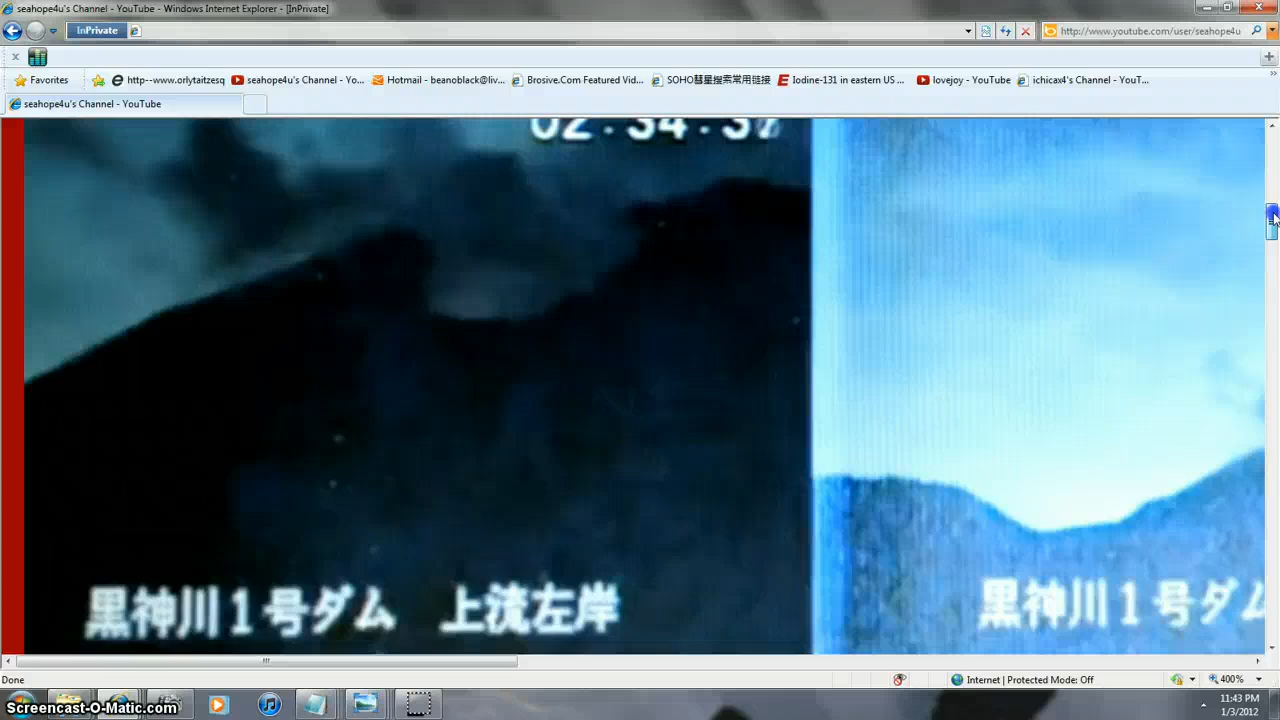 seahope4u's Channel - YouTube - Windows Internet Explorer - [InPrivate]
InPrivate
http://www.youtube.com/user/seahope4u
Favorites
http--www.orlytaitzesq
seahope4u's Channel - Yo...
Hotmail - beanoblack@liv...
Brosive.Com Featured Vid...
SOHO彗星搜索常用链接
Iodine-131 in eastern US ...
lovejoy - YouTube
ichicax4's Channel - YouT...
seahope4u's Channel - YouTube
黒神川1号ダム 上流左岸
黒神川1号ダム
Done
Internet | Protected Mode: Off
400%
Screencast-O-Matic.com
11:43 PM
1/3/2012